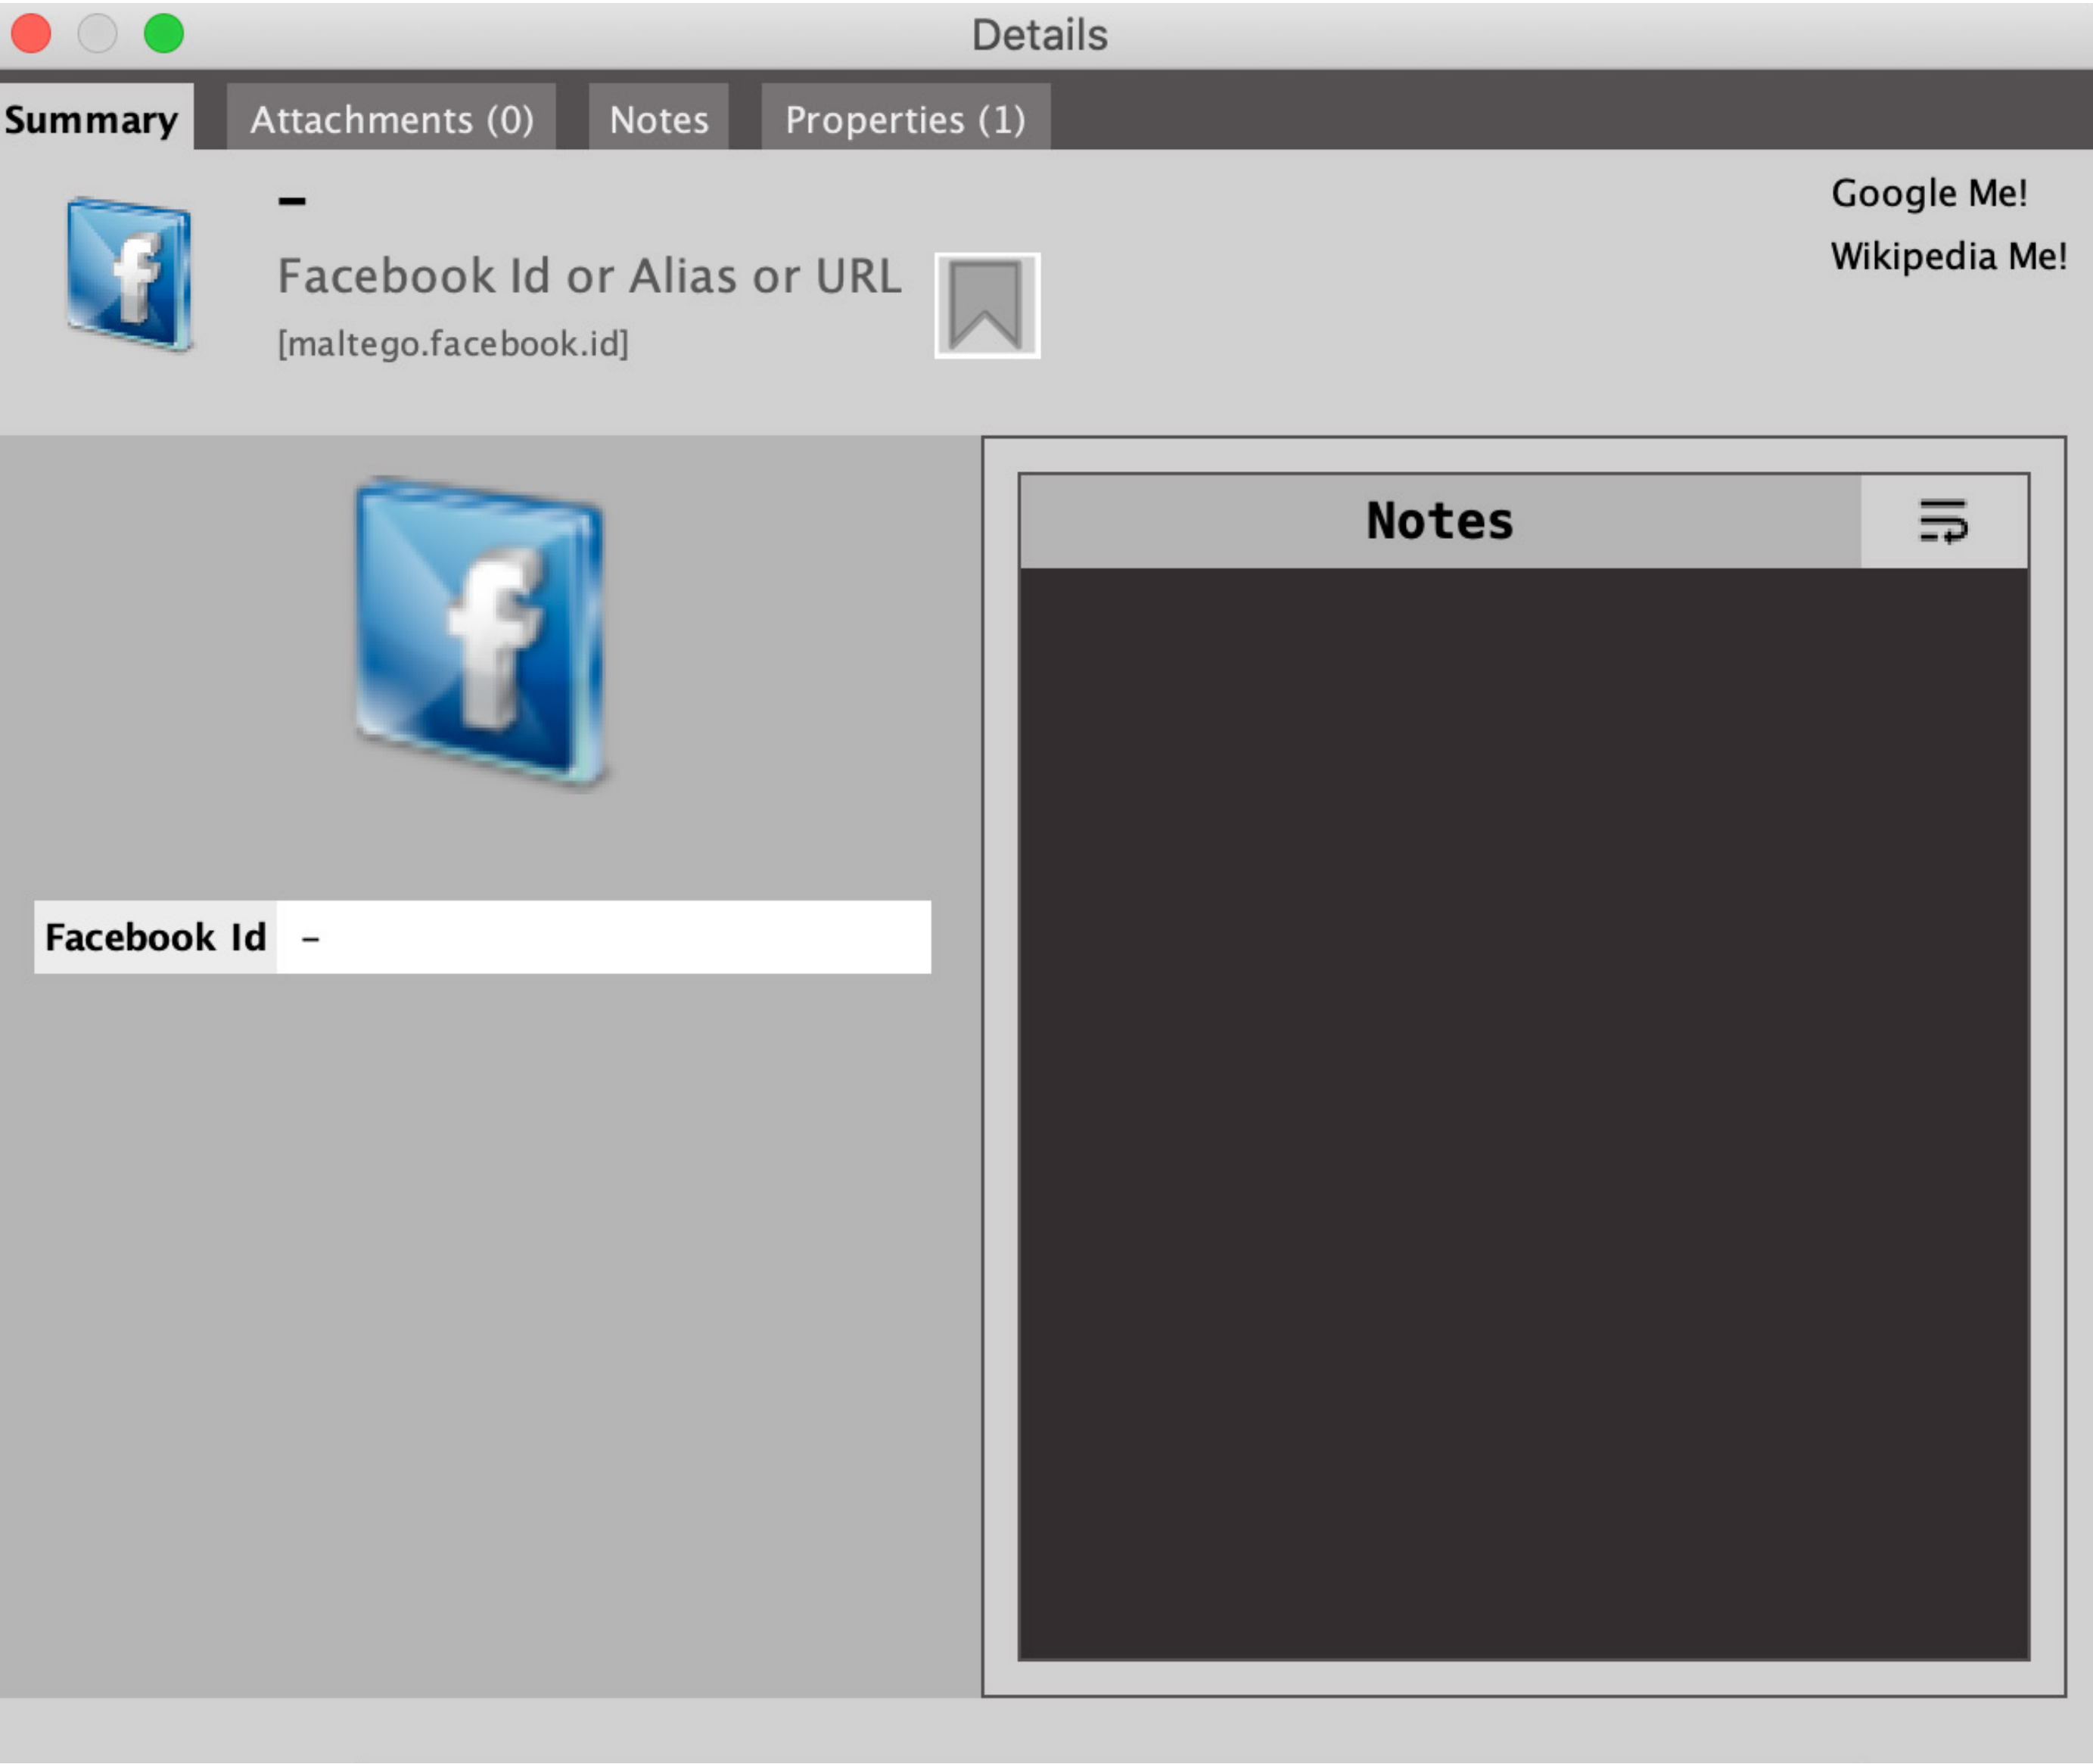 Details
Summary Attachments (0) Notes Properties (1)
–
Facebook Id or Alias or URL
[maltego.facebook.id]
Google Me!
Wikipedia Me!
Notes
Facebook Id –